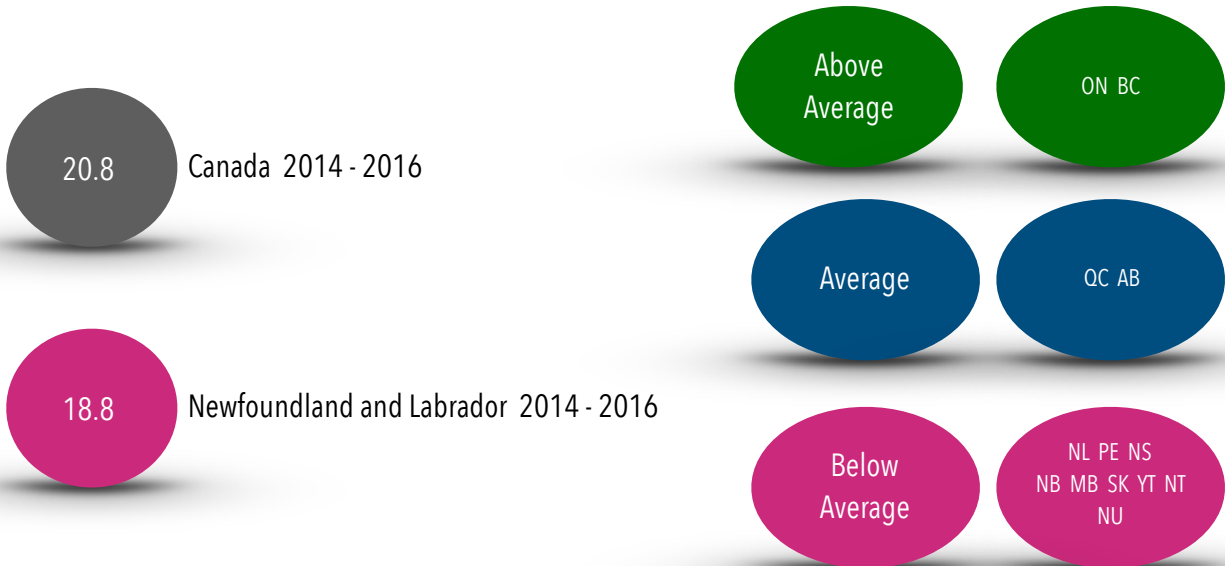 20.8
Canada 2014 - 2016
18.8
Newfoundland and Labrador 2014 - 2016
Above
Average
ON BC
Average
QC AB
Below
Average
NL PE NS
NB MB SK YT NT
NU